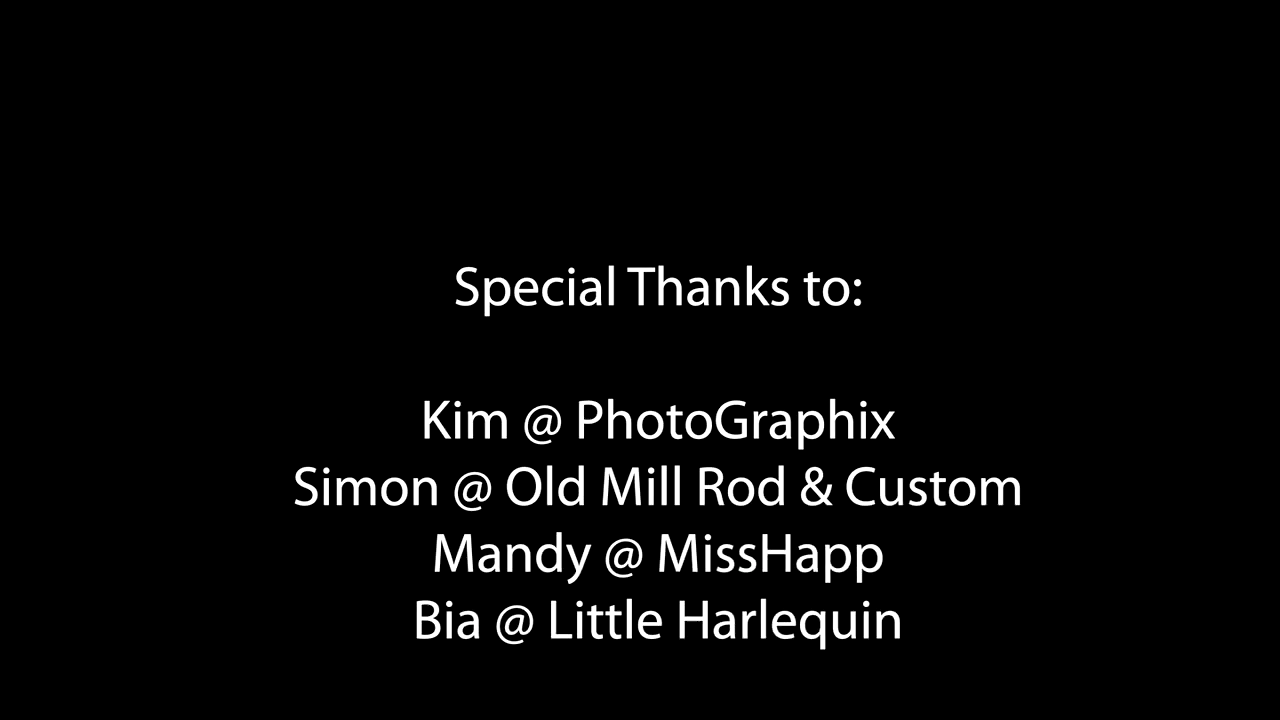 Special Thanks to:
Kim @ PhotoGraphix
Simon @ Old Mill Rod & Custom
Mandy @ MissHapp
Bia @ Little Harlequin